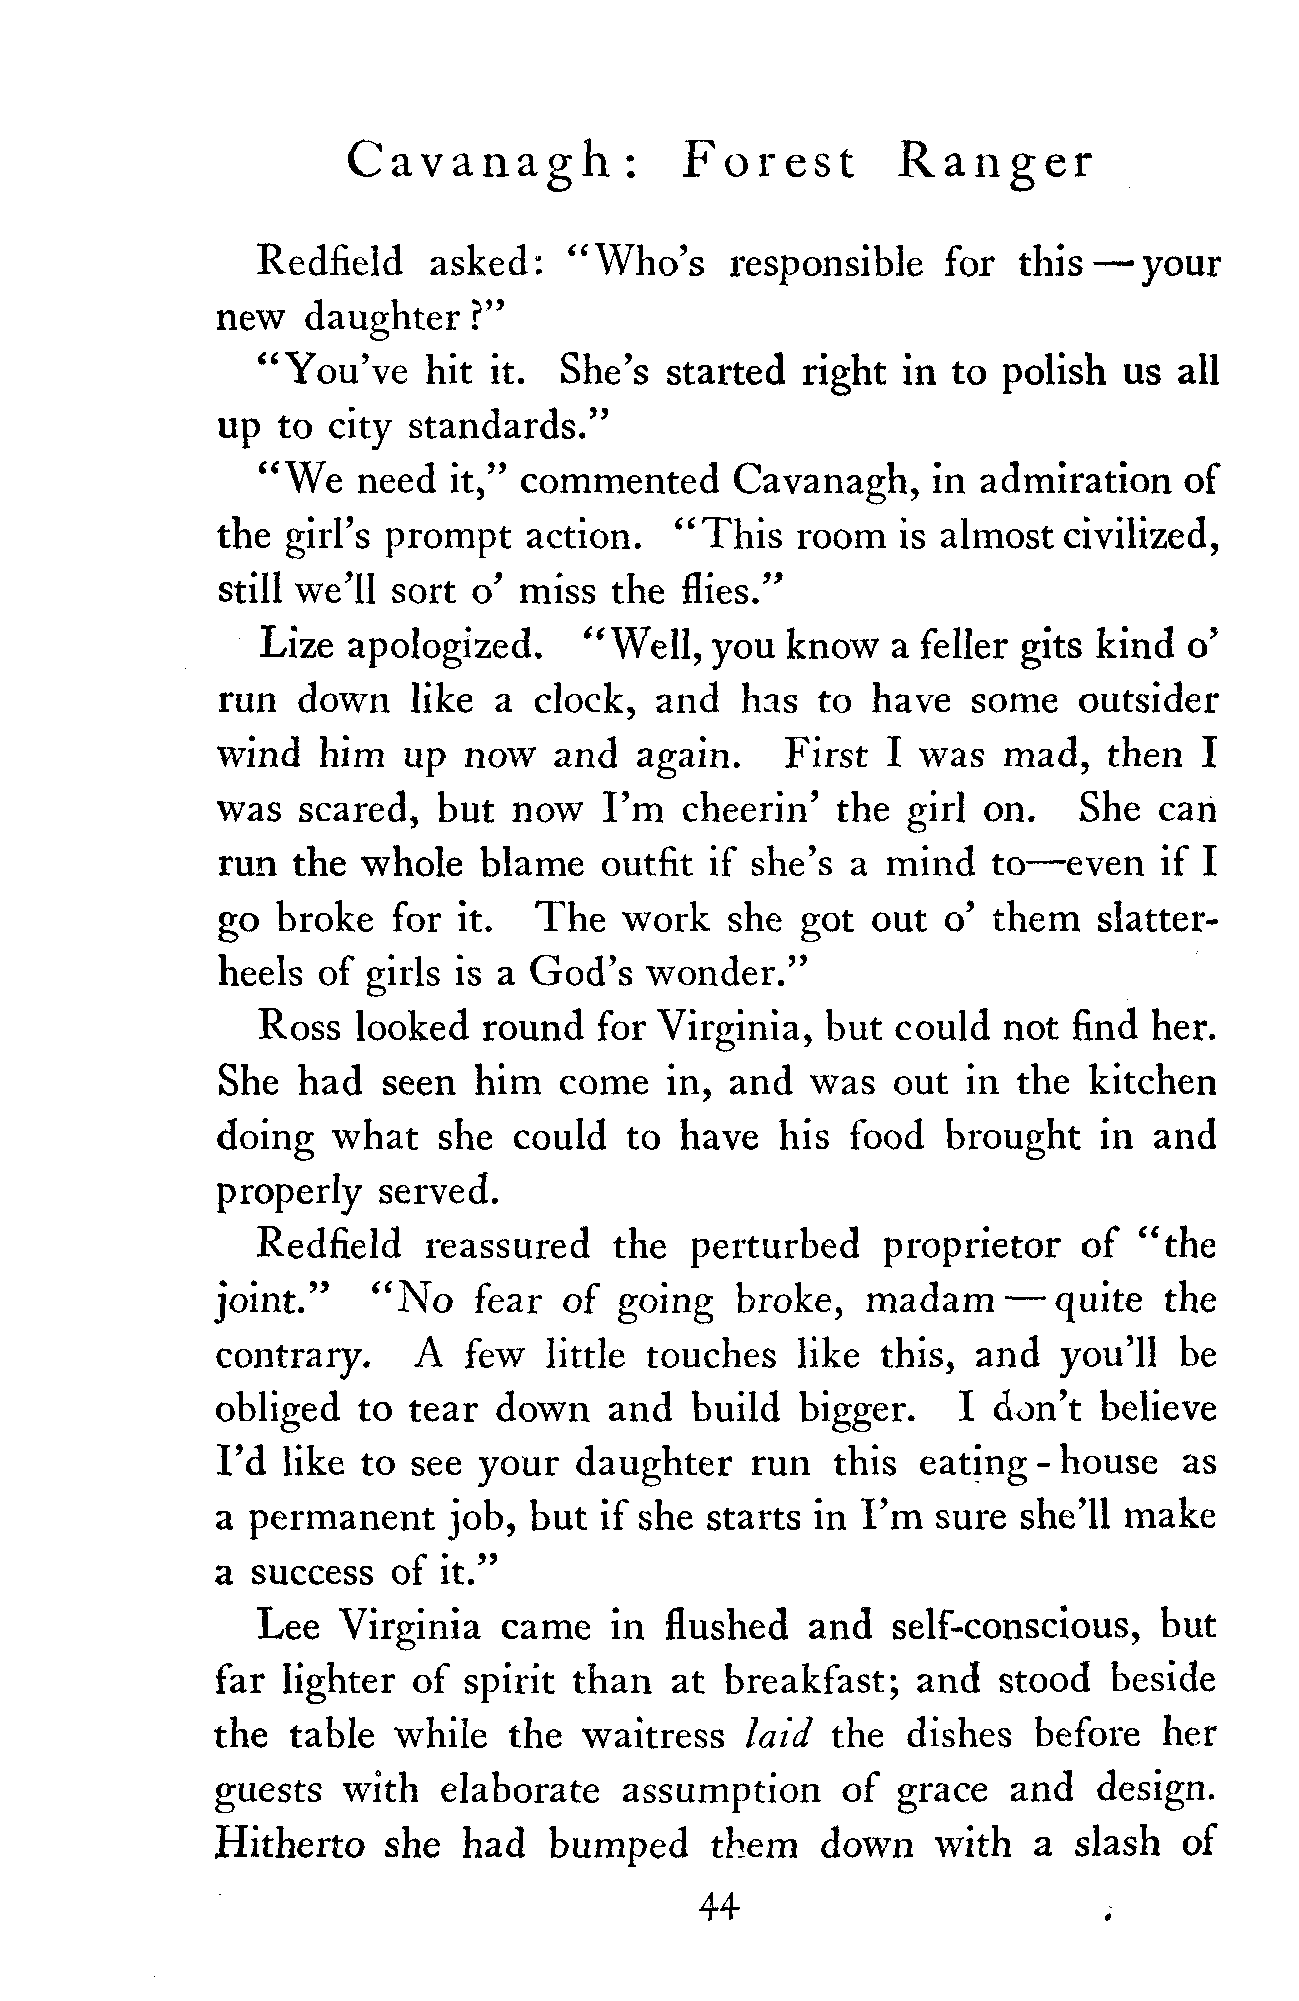 Cavanagh: Forest Ranger
Redfield asked: “Who’s responsible for this—your
new daughter?”
“You’ve hit it. She’s started right in to polish us all
up to city standards.”
“We need it,” commented Cavanagh, in admiration of
the girl’s prompt action. “This room is almost civilized,
still we’ll sort o’ miss the flies.”
Lize apologized. “Well, you know a feller gits kind o’
run down like a clock, and has to have some outsider
wind him up now and again. First I was mad, then I
was scared, but now I’m cheerin’ the girl on. She can
run the whole blame outfit if she’s a mind to—even if I
go broke for it. The work she got out o’ them slatter-
heels of girls is a God’s wonder.”
Ross looked round for Virginia, but could not find her.
She had seen him come in, and was out in the kitchen
doing what she could to have his food brought in and
properly served.
Redfield reassured the perturbed proprietor of “the
joint.” “No fear of going broke, madam—quite the
contrary. A few little touches like this, and you’ll be
obliged to tear down and build bigger. I don’t believe
I’d like to see your daughter run this eating-house as
a permanent job, but if she starts in I’m sure she’ll make
a success of it.”
Lee Virginia came in flushed and self-conscious, but
far lighter of spirit than at breakfast; and stood beside
the table while the waitress laid the dishes before her
guests with elaborate assumption of grace and design.
Hitherto she had bumped them down with a slash of
44